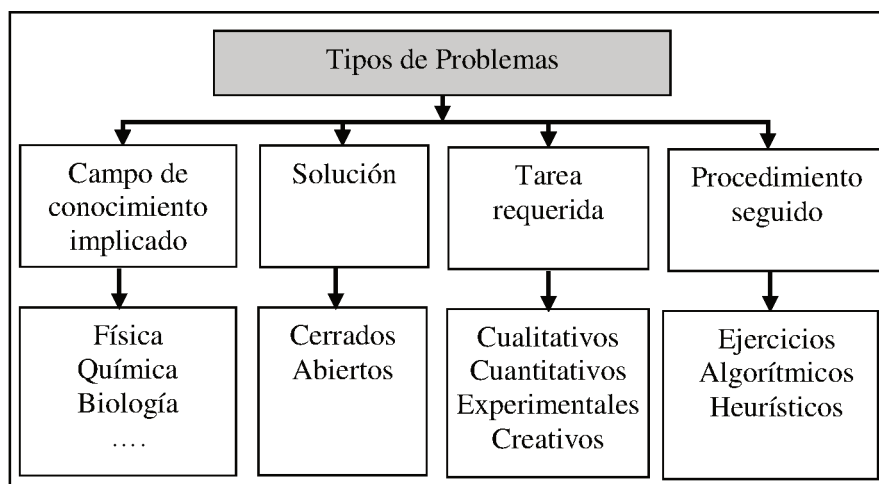 Tipos de Problemas
Campo de
conocimiento
implicado
Solución
Tarea
requerida
Procedimiento
seguido
Física
Química
Biología
....
Cerrados
Abiertos
Cualitativos
Cuantitativos
Experimentales
Creativos
Ejercicios
Algorítmicos
Heurísticos